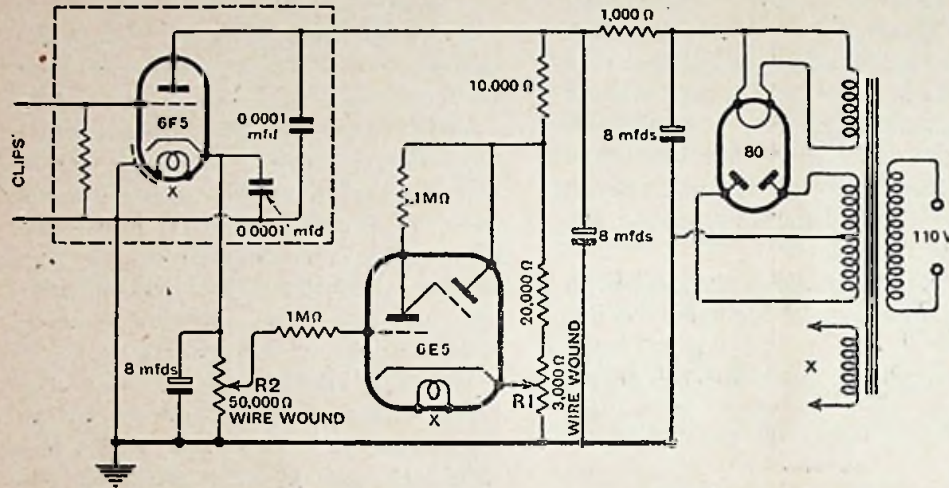 1,000 Ω
10,000 Ω
6F5
0.0001
mfd
8 mfds
80
CLIPS
X
.1MΩ
0.0001 mfd
8 mfds
110 V
20,000 Ω
1MΩ
6E5
8 mfds
R2
50,000 Ω
WIRE WOUND
X
R1
3,000 Ω
WIRE WOUND
X